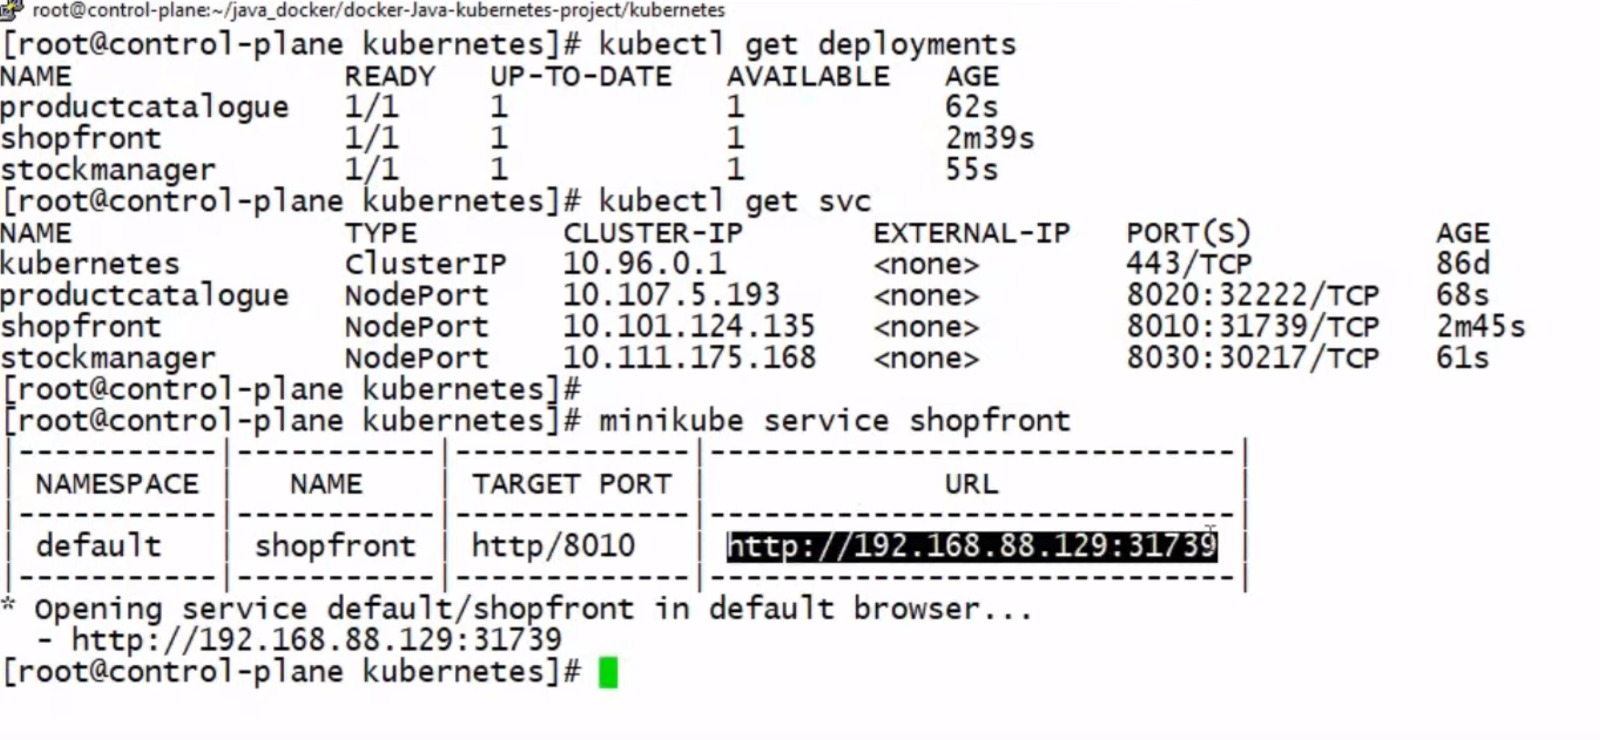 root@control-plane:~/java_docker/docker-Java-kubernetes-project/kubernetes
[root@control-plane kubernetes]# kubectl get deployments
NAME READY UP-TO-DATE AVAILABLE AGE
productcatalogue 1/1 1 1 62s
shopfront 1/1 1 1 2m39s
stockmanager 1/1 1 1 55s
[root@control-plane kubernetes]# kubectl get svc
NAME TYPE CLUSTER-IP EXTERNAL-IP PORT(S) AGE
kubernetes ClusterIP 10.96.0.1 <none> 443/TCP 86d
productcatalogue NodePort 10.107.5.193 <none> 8020:32222/TCP 68s
shopfront NodePort 10.101.124.135 <none> 8010:31739/TCP 2m45s
stockmanager NodePort 10.111.175.168 <none> 8030:30217/TCP 61s
[root@control-plane kubernetes]#
[root@control-plane kubernetes]# minikube service shopfront
|-----------|-----------|-------------|-----------------------------|
| NAMESPACE | NAME | TARGET PORT | URL |
|-----------|-----------|-------------|-----------------------------|
| default | shopfront | http/8010 | http://192.168.88.129:31739 |
|-----------|-----------|-------------|-----------------------------|
* Opening service default/shopfront in default browser...
- http://192.168.88.129:31739
[root@control-plane kubernetes]#